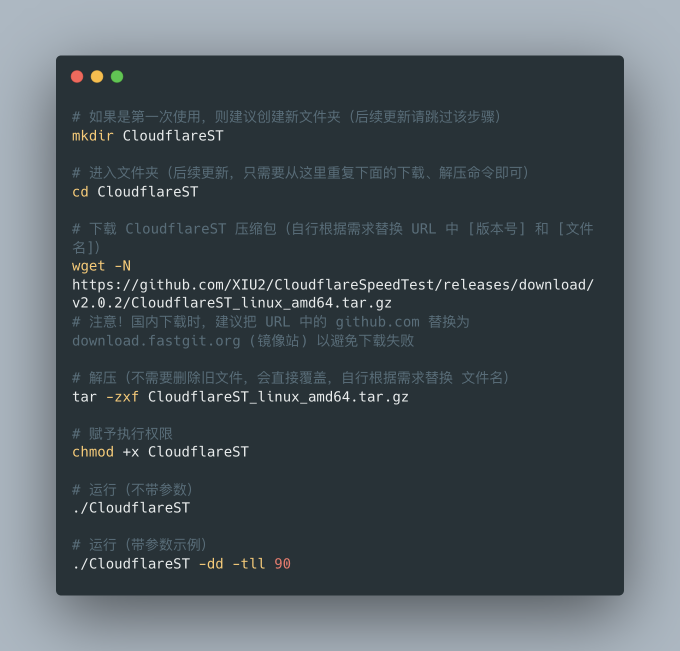 # 如果是第一次使用，则建议创建新文件夹（后续更新请跳过该步骤）
mkdir CloudflareST
# 进入文件夹（后续更新，只需要从这里重复下面的下载、解压命令即可）
cd CloudflareST
# 下载 CloudflareST 压缩包（自行根据需求替换 URL 中 [版本号] 和 [文件
名]）
wget -N
https://github.com/XIU2/CloudflareSpeedTest/releases/download/
v2.0.2/CloudflareST_linux_amd64.tar.gz
# 注意！国内下载时，建议把 URL 中的 github.com 替换为
download.fastgit.org (镜像站) 以避免下载失败
# 解压（不需要删除旧文件，会直接覆盖，自行根据需求替换 文件名）
tar -zxf CloudflareST_linux_amd64.tar.gz
# 赋予执行权限
chmod +x CloudflareST
# 运行（不带参数）
./CloudflareST
# 运行（带参数示例）
./CloudflareST -dd -tll 90